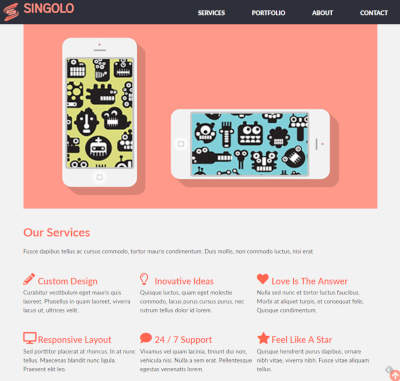 SINGOLO
SERVICES PORTFOLIO ABOUT CONTACT
Our Services
Fusce dapibus tellus ac cursus commodo, tortor mauris condimentum. Duis mollis, non commodo luctus, nisi erat
Custom Design
Curabitur vestibulum eget mauris quis
laoreet. Phasellus in quam laoreet, viverra
lacus ut, ultrices velit.
Inovative Ideas
Quisque luctus, quam eget molestie
commodo, lacus purus cursus purus, nec
rutrum tellus dolor id lorem.
Love Is The Answer
Nulla sed nunc et tortor luctus faucibus.
Morbi at aliquet turpis, et consequat felis.
Quisque condimentum.
Responsive Layout
Sed porttitor placerat at rhoncus. In at nunc
tellus. Maecenas blandit nunc ligula.
Praesent elit leo.
24 / 7 Support
Vivamus vel quam lacinia, tincint dui non,
vehicula nisi. Nulla a sem erat. Pellentesque
egestas venenatis lorem.
Feel Like A Star
Quisque hendrerit purus dapibus, ornare
nibh vitae, viverra nibh. Fusce vitae aliquam
tellus.